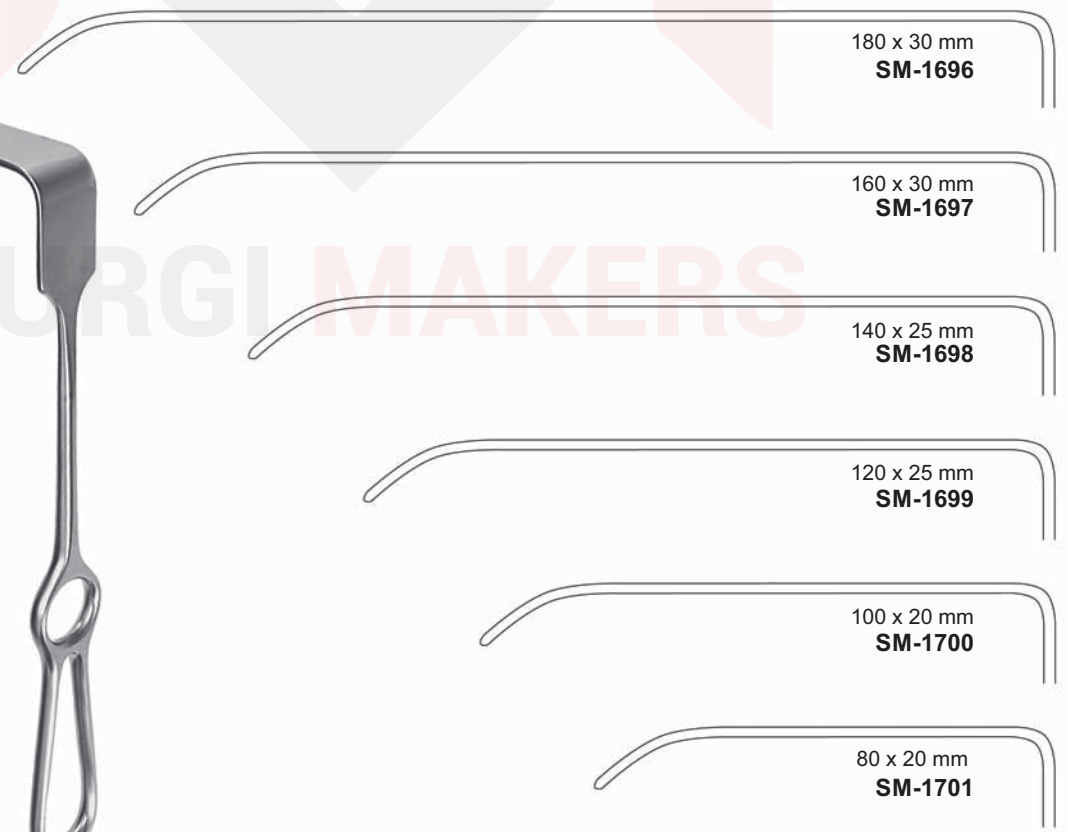 180 x 30 mm
SM-1696
160 x 30 mm
SM-1697
URGI MAKERS
140 x 25 mm
SM-1698
120 x 25 mm
SM-1699
100 x 20 mm
SM-1700
80 x 20 mm
SM-1701